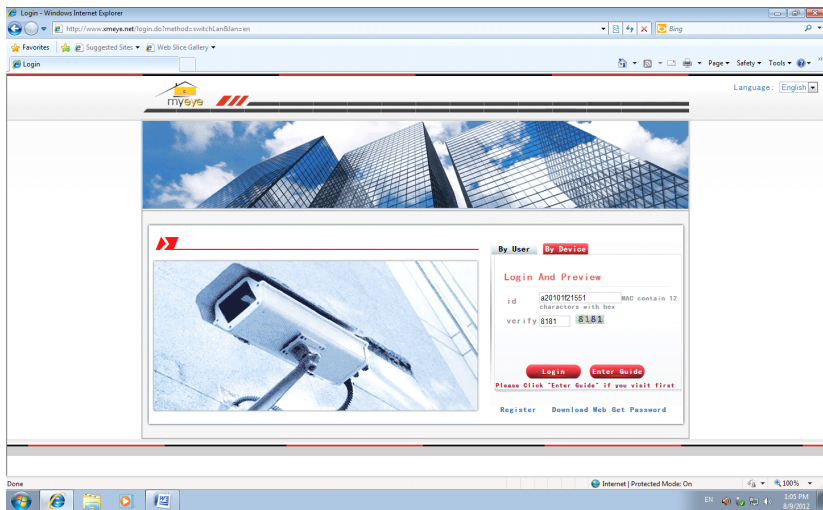 Login - Windows Internet Explorer
http://www.xmeye.net/login.do?method=switchLan&lan=en
Bing
Favorites Suggested Sites Web Slice Gallery
Login
Page Safety Tools
Language: English
myeye
By User By Device
Login And Preview
id a20101f21551 MAC contain 12
characters with hex
verify 8181 8181
Login Enter Guide
Please Click "Enter Guide" if you visit first
Register Download Web Get Password
Done Internet | Protected Mode: On 100%
EN 1:05 PM
8/9/2012